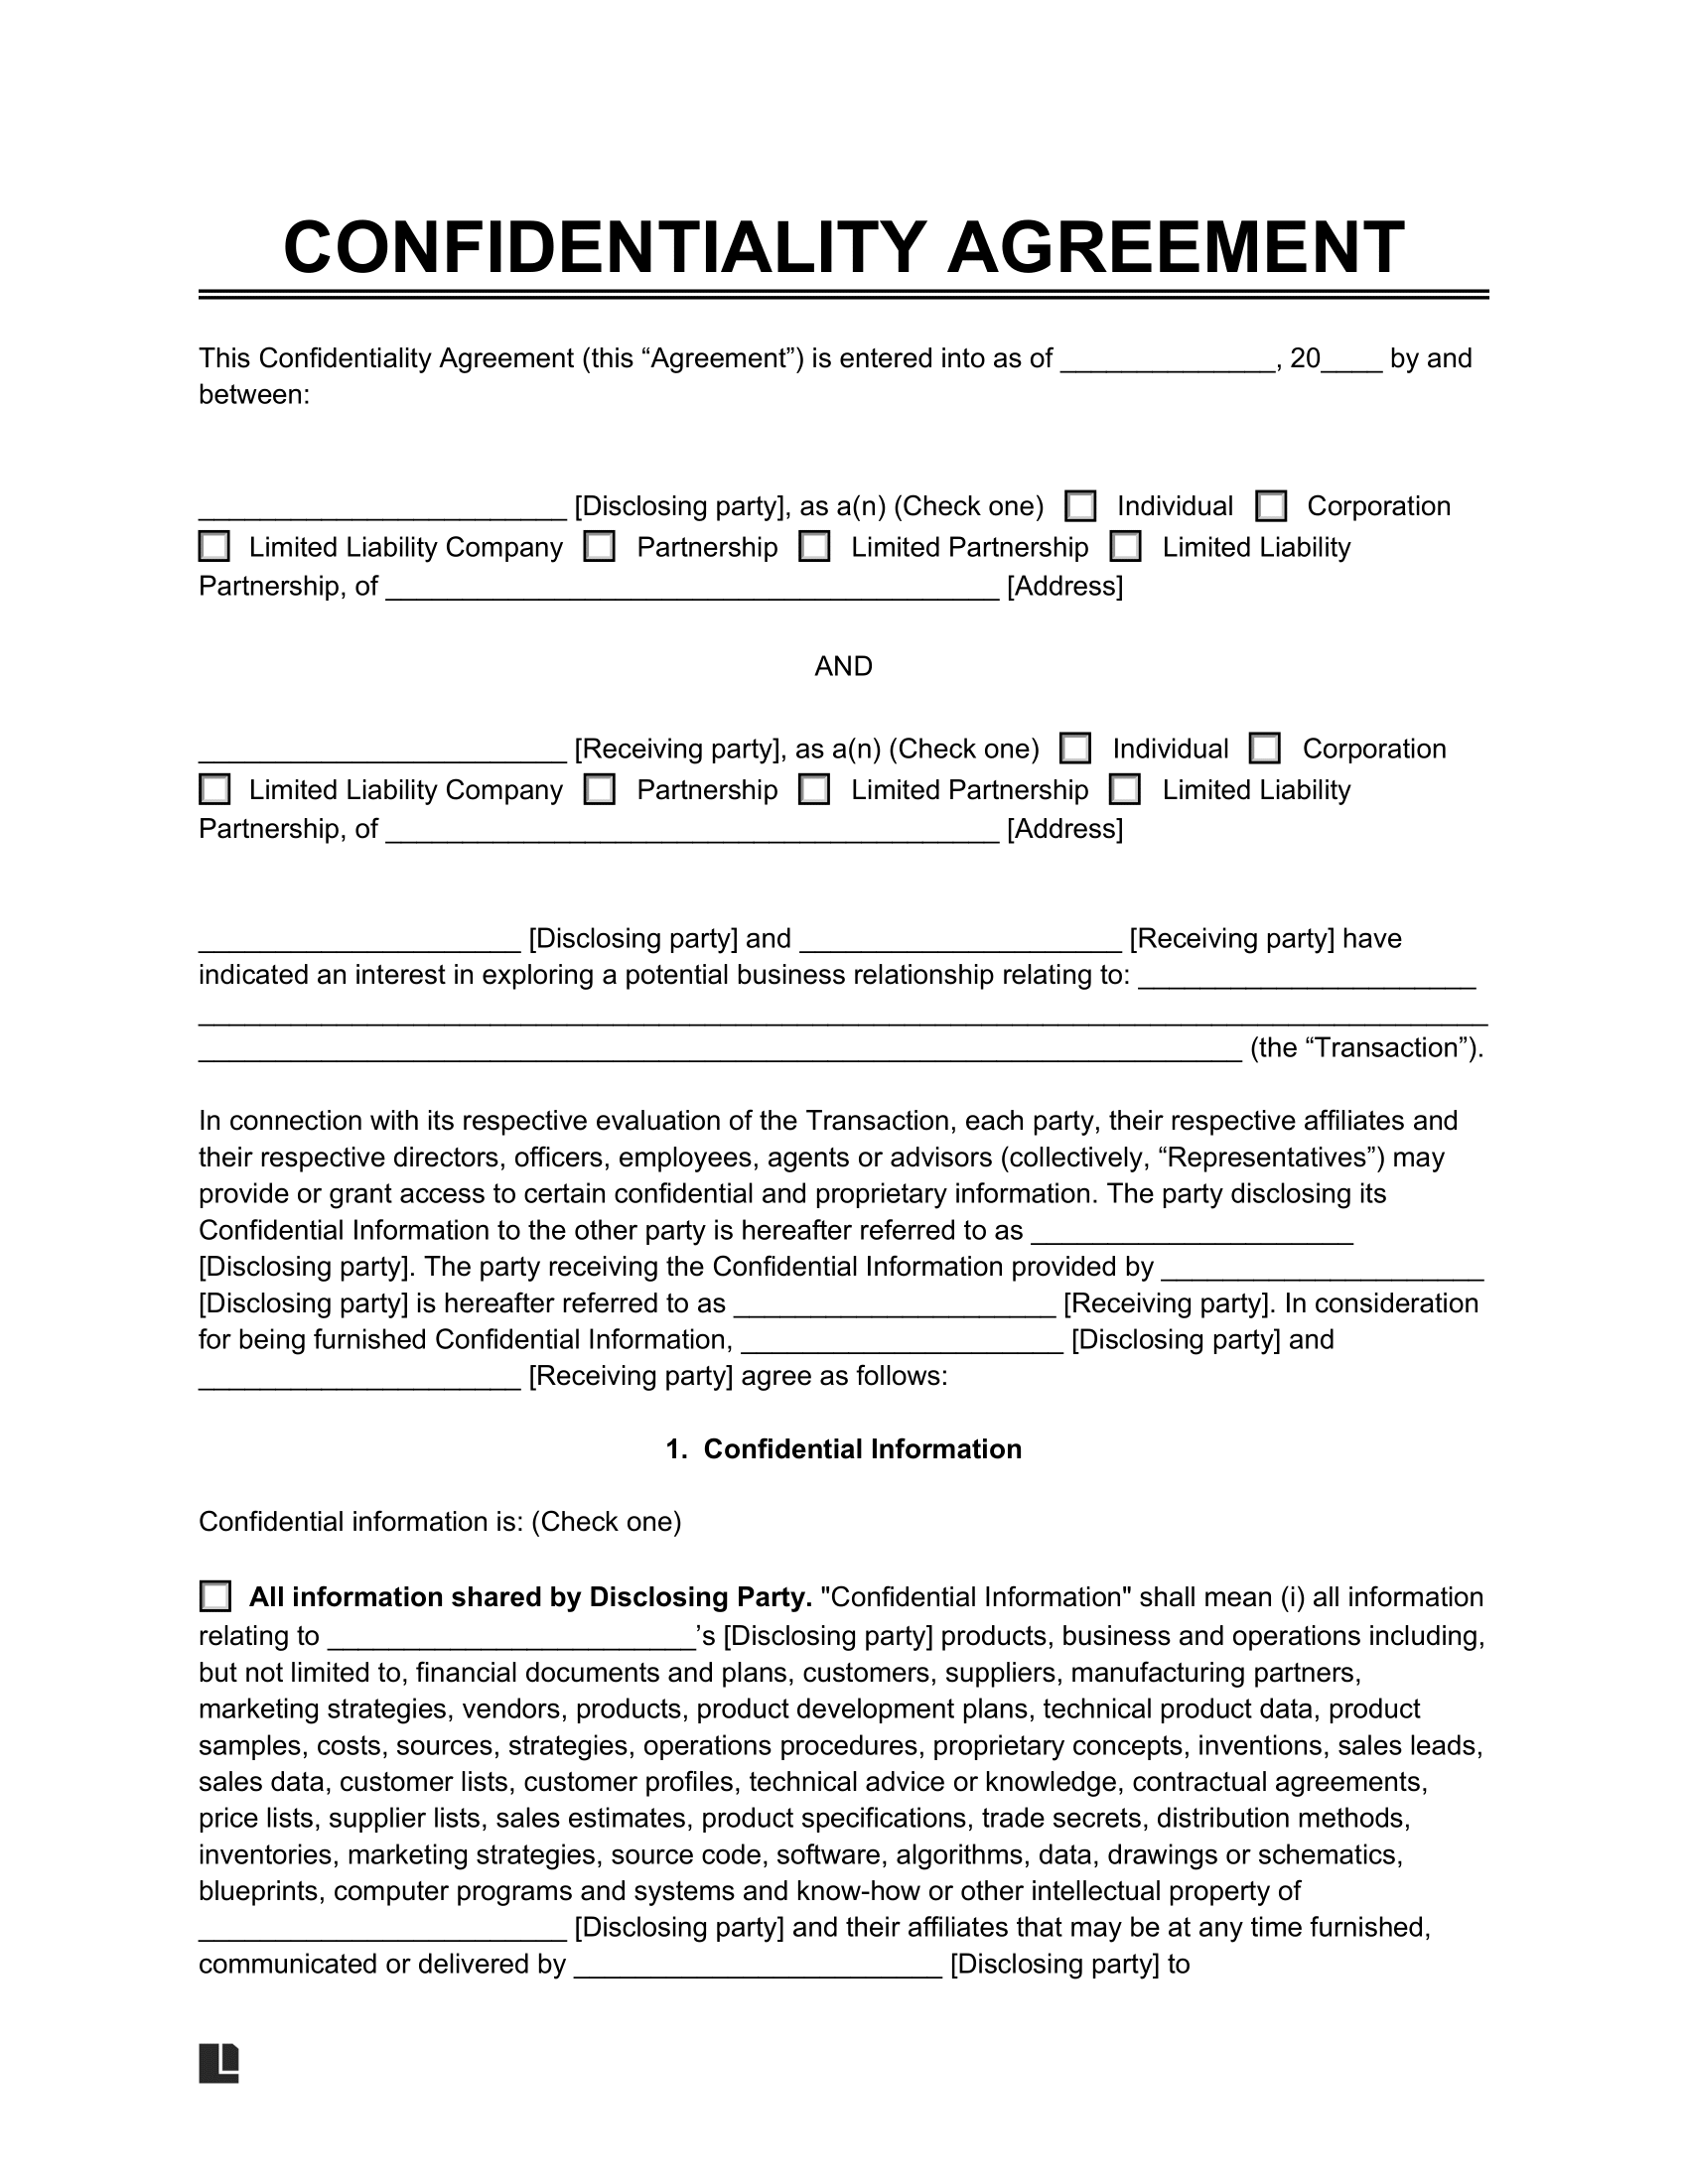 CONFIDENTIALITY AGREEMENT
This Confidentiality Agreement (this “Agreement”) is entered into as of ______________, 20____ by and
between:
________________________ [Disclosing party], as a(n) (Check one) ☐ Individual ☐ Corporation
☐ Limited Liability Company ☐ Partnership ☐ Limited Partnership ☐ Limited Liability
Partnership, of ________________________________________ [Address]
AND
________________________ [Receiving party], as a(n) (Check one) ☐ Individual ☐ Corporation
☐ Limited Liability Company ☐ Partnership ☐ Limited Partnership ☐ Limited Liability
Partnership, of ________________________________________ [Address]
_____________________ [Disclosing party] and _____________________ [Receiving party] have
indicated an interest in exploring a potential business relationship relating to: ______________________
____________________________________________________________________________________
____________________________________________________________________ (the “Transaction”).
In connection with its respective evaluation of the Transaction, each party, their respective affiliates and
their respective directors, officers, employees, agents or advisors (collectively, “Representatives”) may
provide or grant access to certain confidential and proprietary information. The party disclosing its
Confidential Information to the other party is hereafter referred to as _____________________
[Disclosing party]. The party receiving the Confidential Information provided by _____________________
[Disclosing party] is hereafter referred to as _____________________ [Receiving party]. In consideration
for being furnished Confidential Information, _____________________ [Disclosing party] and
_____________________ [Receiving party] agree as follows:
1. Confidential Information
Confidential information is: (Check one)
☐ All information shared by Disclosing Party. "Confidential Information" shall mean (i) all information
relating to ________________________’s [Disclosing party] products, business and operations including,
but not limited to, financial documents and plans, customers, suppliers, manufacturing partners,
marketing strategies, vendors, products, product development plans, technical product data, product
samples, costs, sources, strategies, operations procedures, proprietary concepts, inventions, sales leads,
sales data, customer lists, customer profiles, technical advice or knowledge, contractual agreements,
price lists, supplier lists, sales estimates, product specifications, trade secrets, distribution methods,
inventories, marketing strategies, source code, software, algorithms, data, drawings or schematics,
blueprints, computer programs and systems and know-how or other intellectual property of
________________________ [Disclosing party] and their affiliates that may be at any time furnished,
communicated or delivered by ________________________ [Disclosing party] to